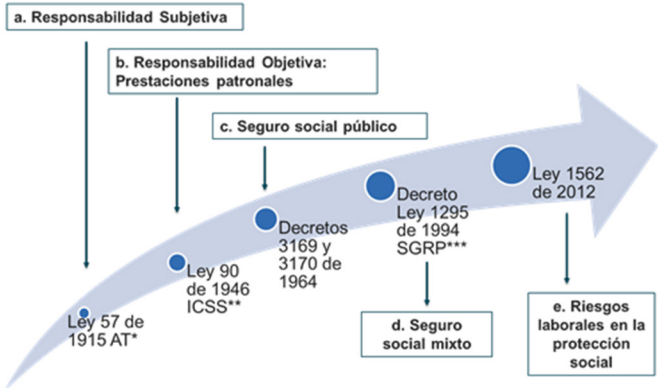 a. Responsabilidad Subjetiva
b. Responsabilidad Objetiva:
Prestaciones patronales
c. Seguro social público
Ley 57 de
1915 AT*
Ley 90
de 1946
ICSS**
Decretos
3169 y
3170 de
1964
Decreto
Ley 1295
de 1994
SGRP***
Ley 1562
de 2012
d. Seguro
social mixto
e. Riesgos
laborales en la
protección
social